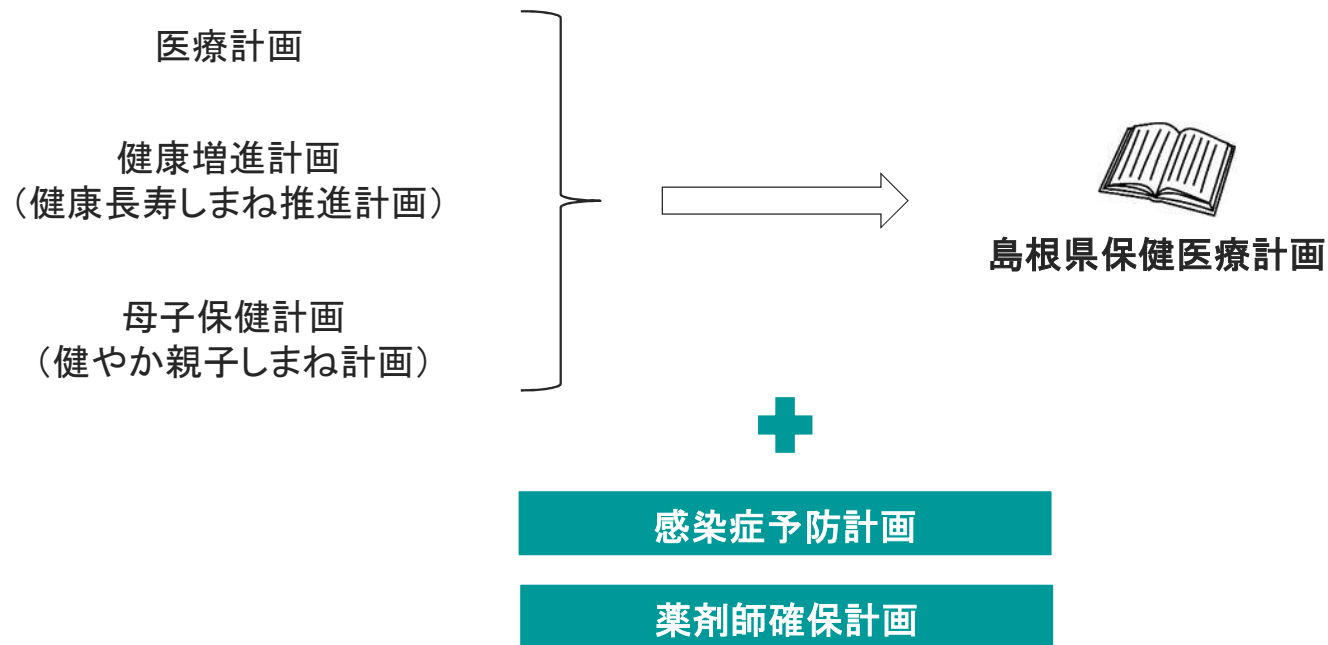 医療計画
健康増進計画
（健康長寿しまね推進計画）
母子保健計画
（健やか親子しまね計画）
島根県保健医療計画
感染症予防計画
薬剤師確保計画